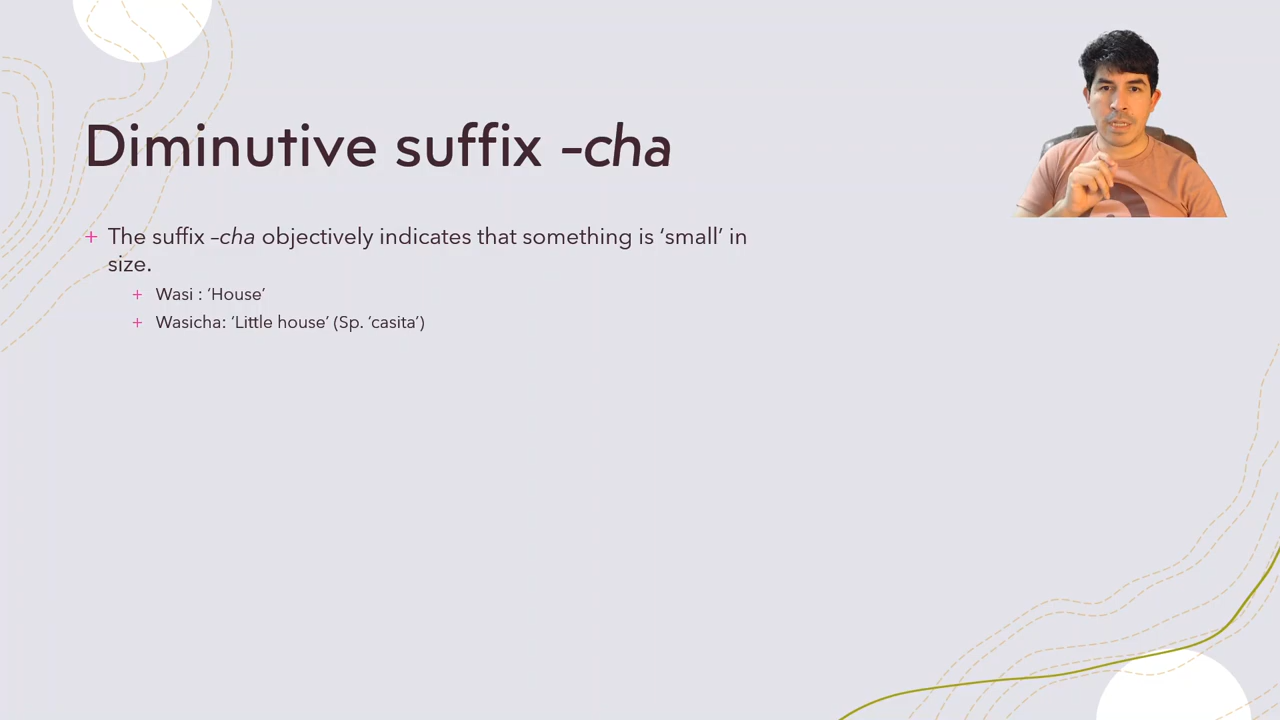 Diminutive suffix -cha
+ The suffix –cha objectively indicates that something is ‘small’ in
size.
+ Wasi : ‘House’
+ Wasicha: ‘Little house’ (Sp. ‘casita’)